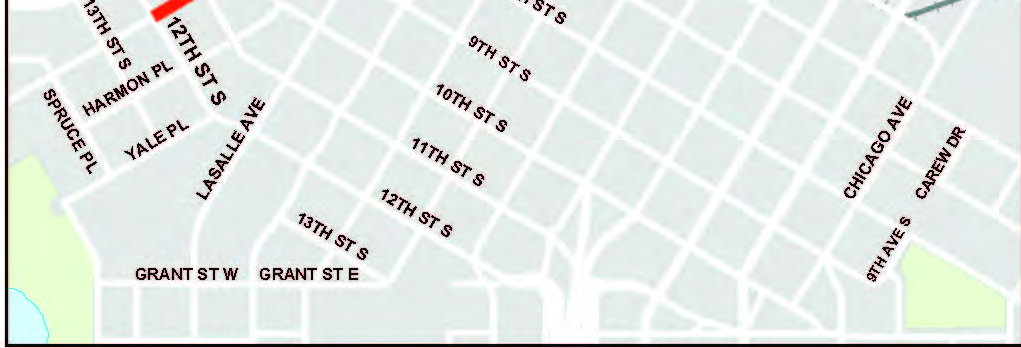 ST S
13TH ST S
12TH ST S
9TH ST S
HARMON PL
SPRUCE PL
10TH ST S
YALE PL
LASALLE AVE
11TH ST S
CHICAGO AVE
CAREW DR
12TH ST S
13TH ST S
9TH AVE S
GRANT ST W
GRANT ST E